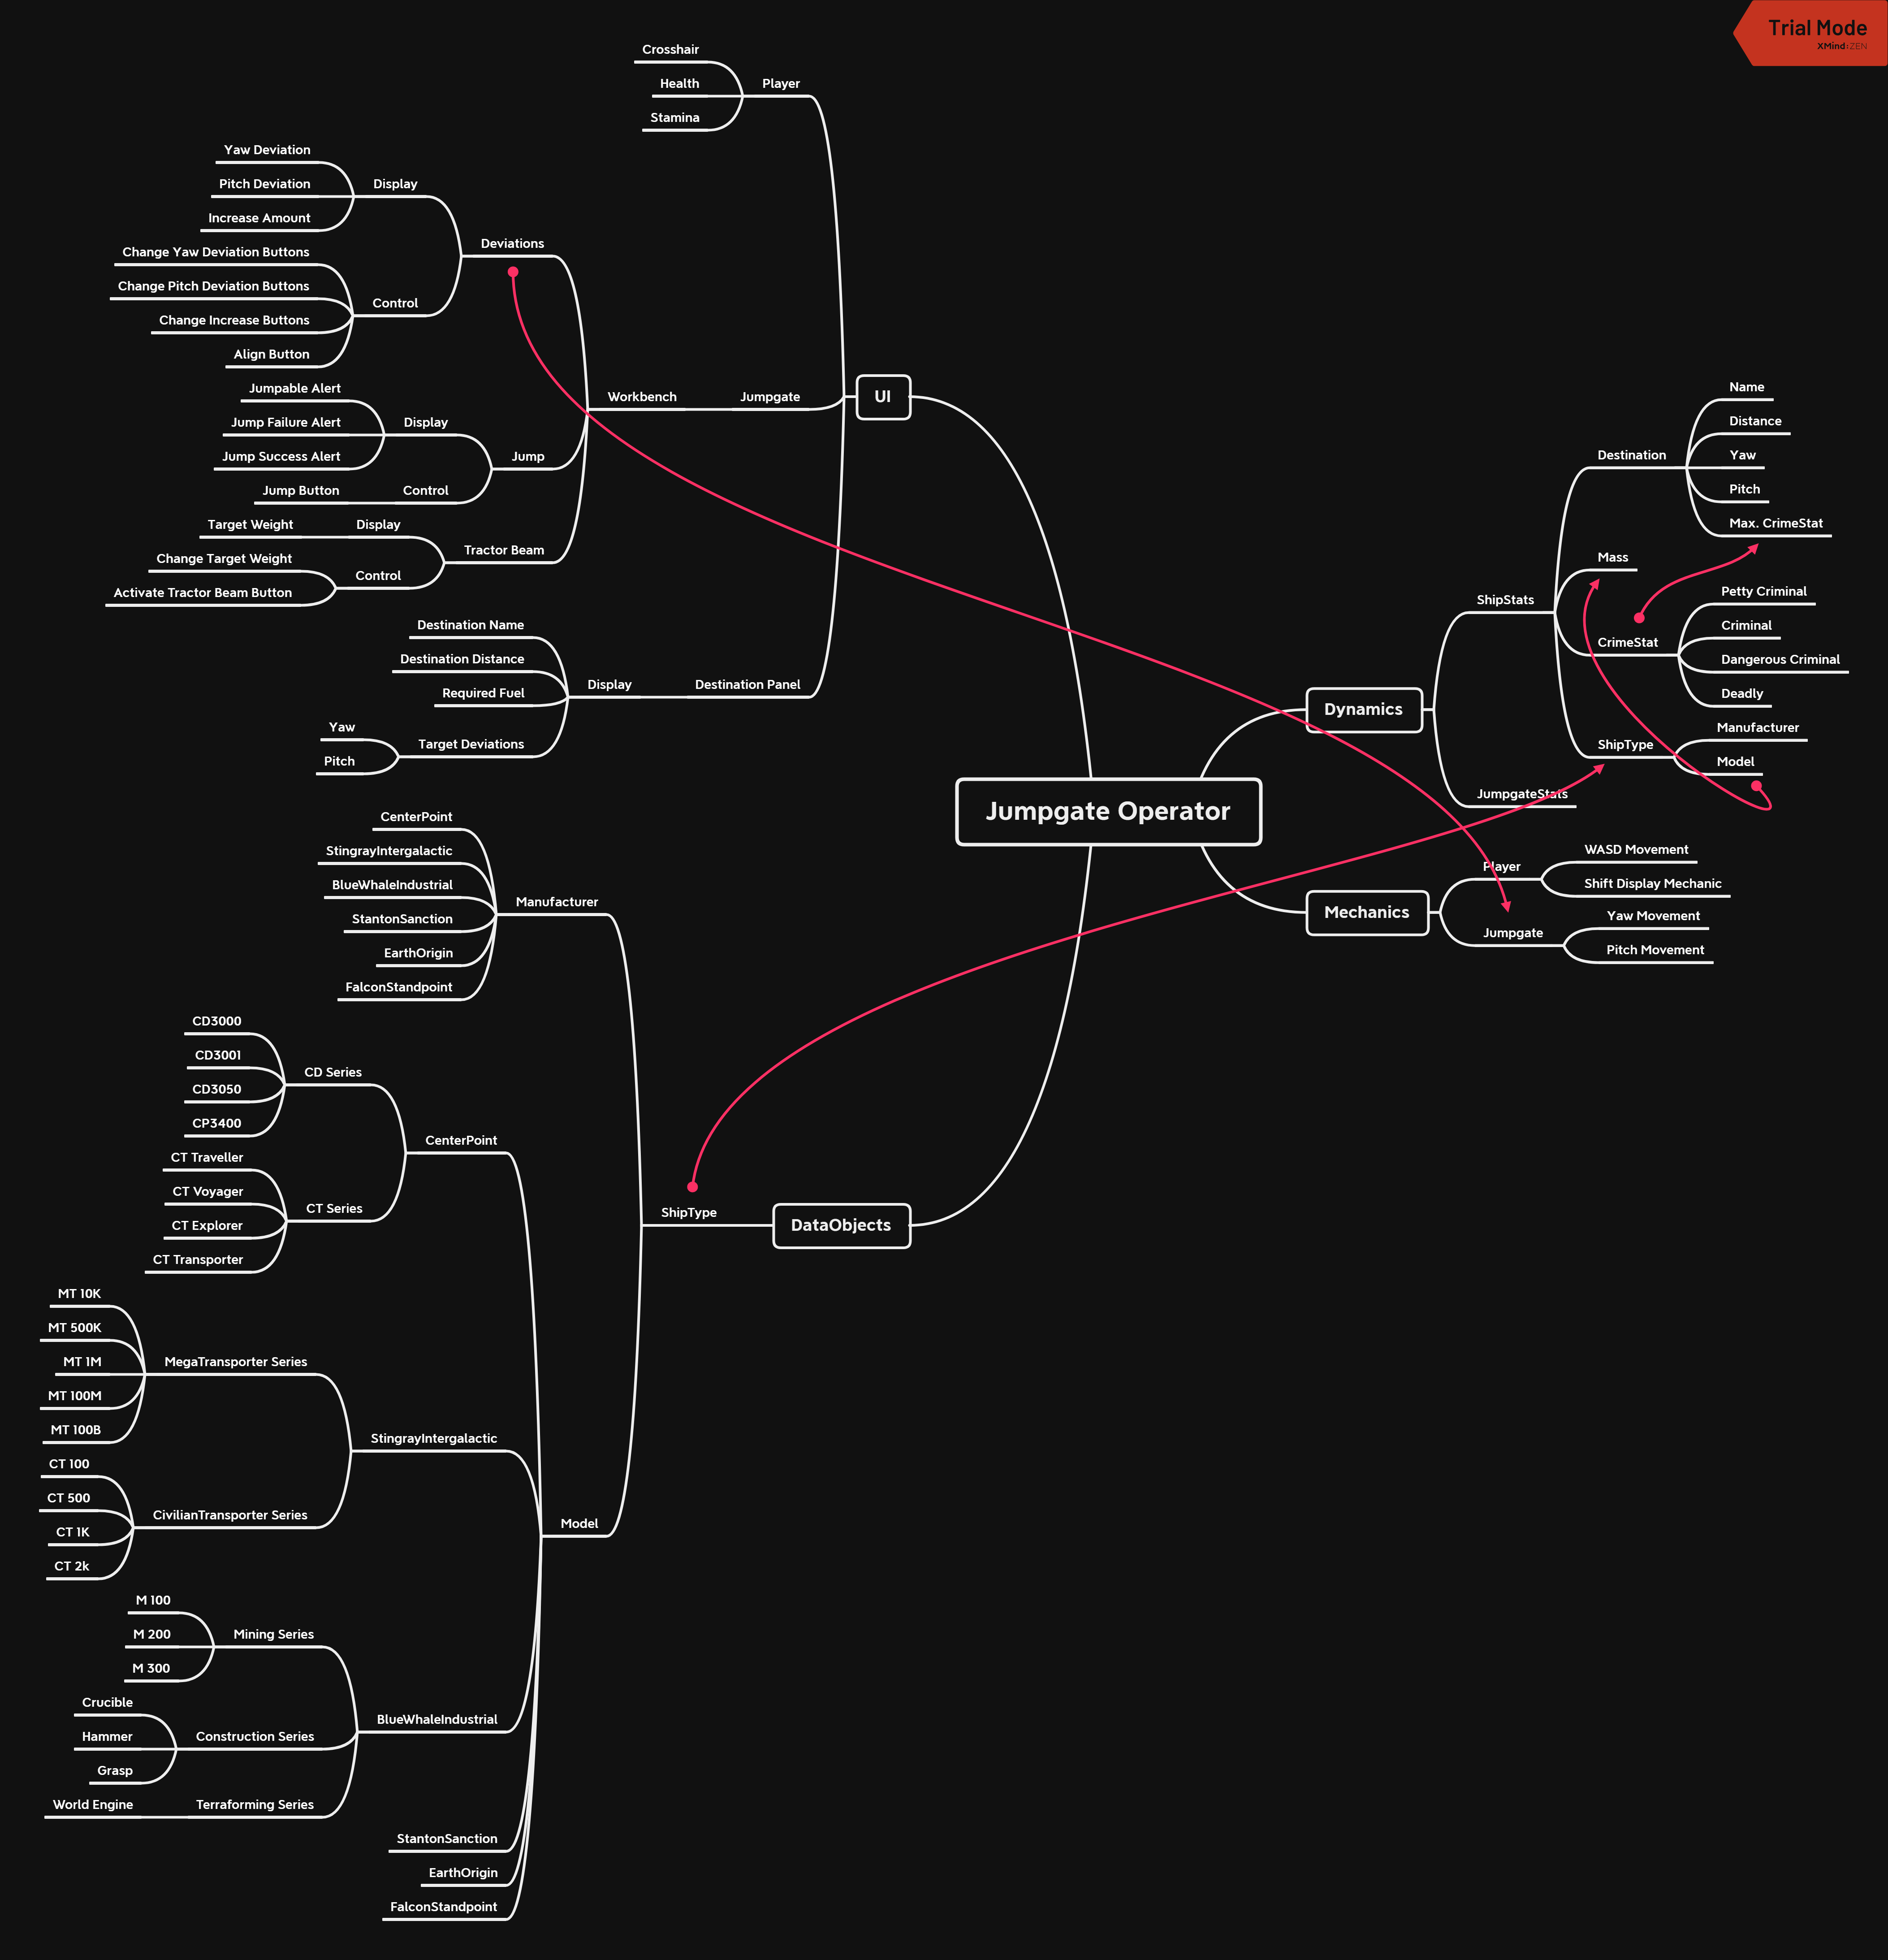 Trial Mode
XMind:ZEN
Crosshair
Health
Stamina
Player
Yaw Deviation
Pitch Deviation
Increase Amount
Display
Change Yaw Deviation Buttons
Change Pitch Deviation Buttons
Change Increase Buttons
Align Button
Control
Deviations
Jumpable Alert
Jump Failure Alert
Jump Success Alert
Display
Jump Button
Control
Jump
Target Weight
Display
Change Target Weight
Activate Tractor Beam Button
Control
Tractor Beam
Workbench
Jumpgate
UI
Destination Name
Destination Distance
Required Fuel
Yaw
Pitch
Target Deviations
Display
Destination Panel
Jumpgate Operator
Dynamics
ShipStats
Destination
Name
Distance
Yaw
Pitch
Max. CrimeStat
Mass
CrimeStat
Petty Criminal
Criminal
Dangerous Criminal
Deadly
ShipType
Manufacturer
Model
JumpgateStats
Mechanics
Player
WASD Movement
Shift Display Mechanic
Jumpgate
Yaw Movement
Pitch Movement
CenterPoint
StingrayIntergalactic
BlueWhaleIndustrial
StantonSanction
EarthOrigin
FalconStandpoint
Manufacturer
CD3000
CD3001
CD3050
CP3400
CD Series
CT Traveller
CT Voyager
CT Explorer
CT Transporter
CT Series
CenterPoint
ShipType
DataObjects
MT 10K
MT 500K
MT 1M
MT 100M
MT 100B
MegaTransporter Series
CT 100
CT 500
CT 1K
CT 2k
CivilianTransporter Series
StingrayIntergalactic
Model
M 100
M 200
M 300
Mining Series
Crucible
Hammer
Grasp
Construction Series
World Engine
Terraforming Series
BlueWhaleIndustrial
StantonSanction
EarthOrigin
FalconStandpoint